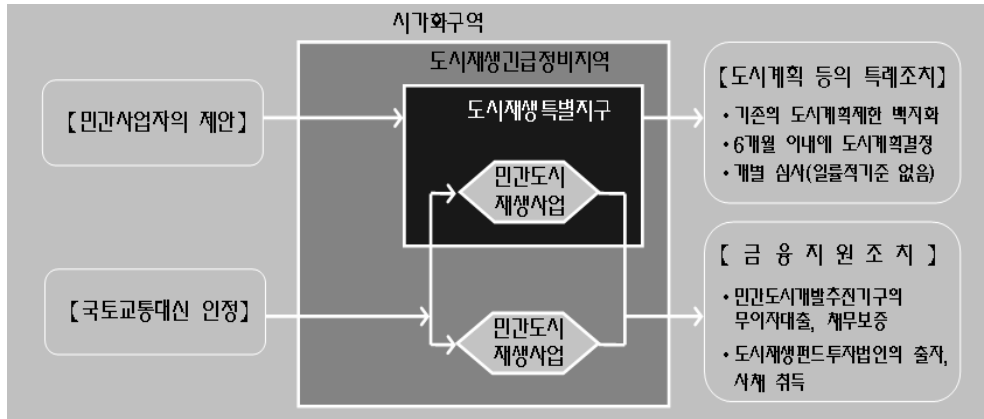 시가화구역
도시재생긴급정비지역
도시재생특별지구
【민간사업자의 제안】
【국토교통대신 인정】
민간도시
재생사업
민간도시
재생사업
【도시계획 등의 특례조치】
• 기존의 도시계획제한 백지화
• 6개월 이내에 도시계획결정
• 개별 심사(일률적기준 없음)
【 금 융 지 원 조 치 】
• 민간도시개발추진기구의
무이자대출, 채무보증
• 도시재생펀드투자법인의 출자,
사채 취득